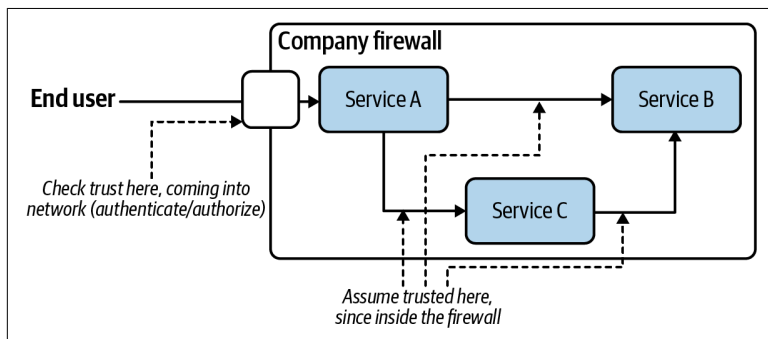 Company firewall
End user
Service A
Service B
Check trust here, coming into
network (authenticate/authorize)
Service C
Assume trusted here,
since inside the firewall